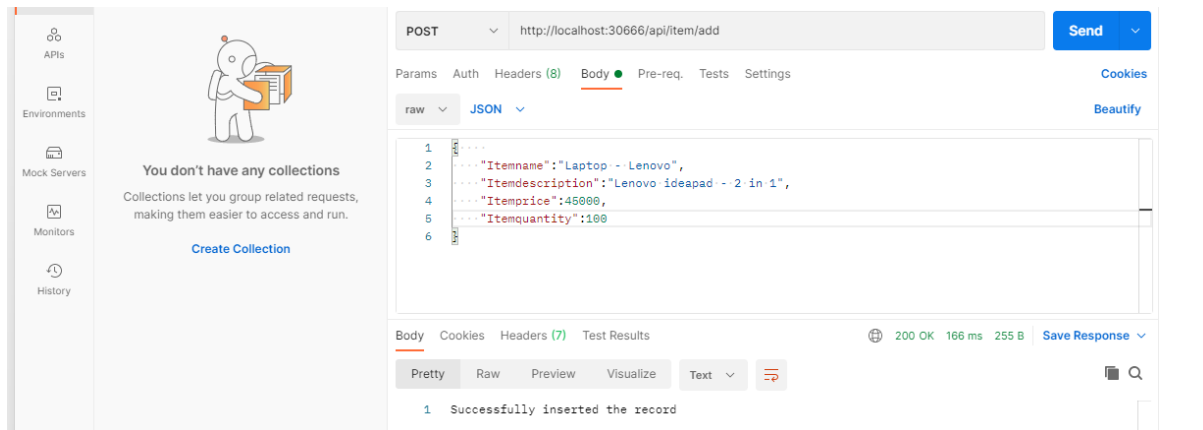 APIs
Environments
Mock Servers
Monitors
History
You don't have any collections
Collections let you group related requests,
making them easier to access and run.
Create Collection
POST http://localhost:30666/api/item/add Send
Params Auth Headers (8) Body Pre-req. Tests Settings Cookies
raw JSON Beautify
1 {
2 "Itemname":"Laptop - Lenovo",
3 "Itemdescription":"Lenovo ideapad - 2 in 1",
4 "Itemprice":45000,
5 "Itemquantity":100
6 }
Body Cookies Headers (7) Test Results 200 OK 166 ms 255 B Save Response
Pretty Raw Preview Visualize Text
1 Successfully inserted the record